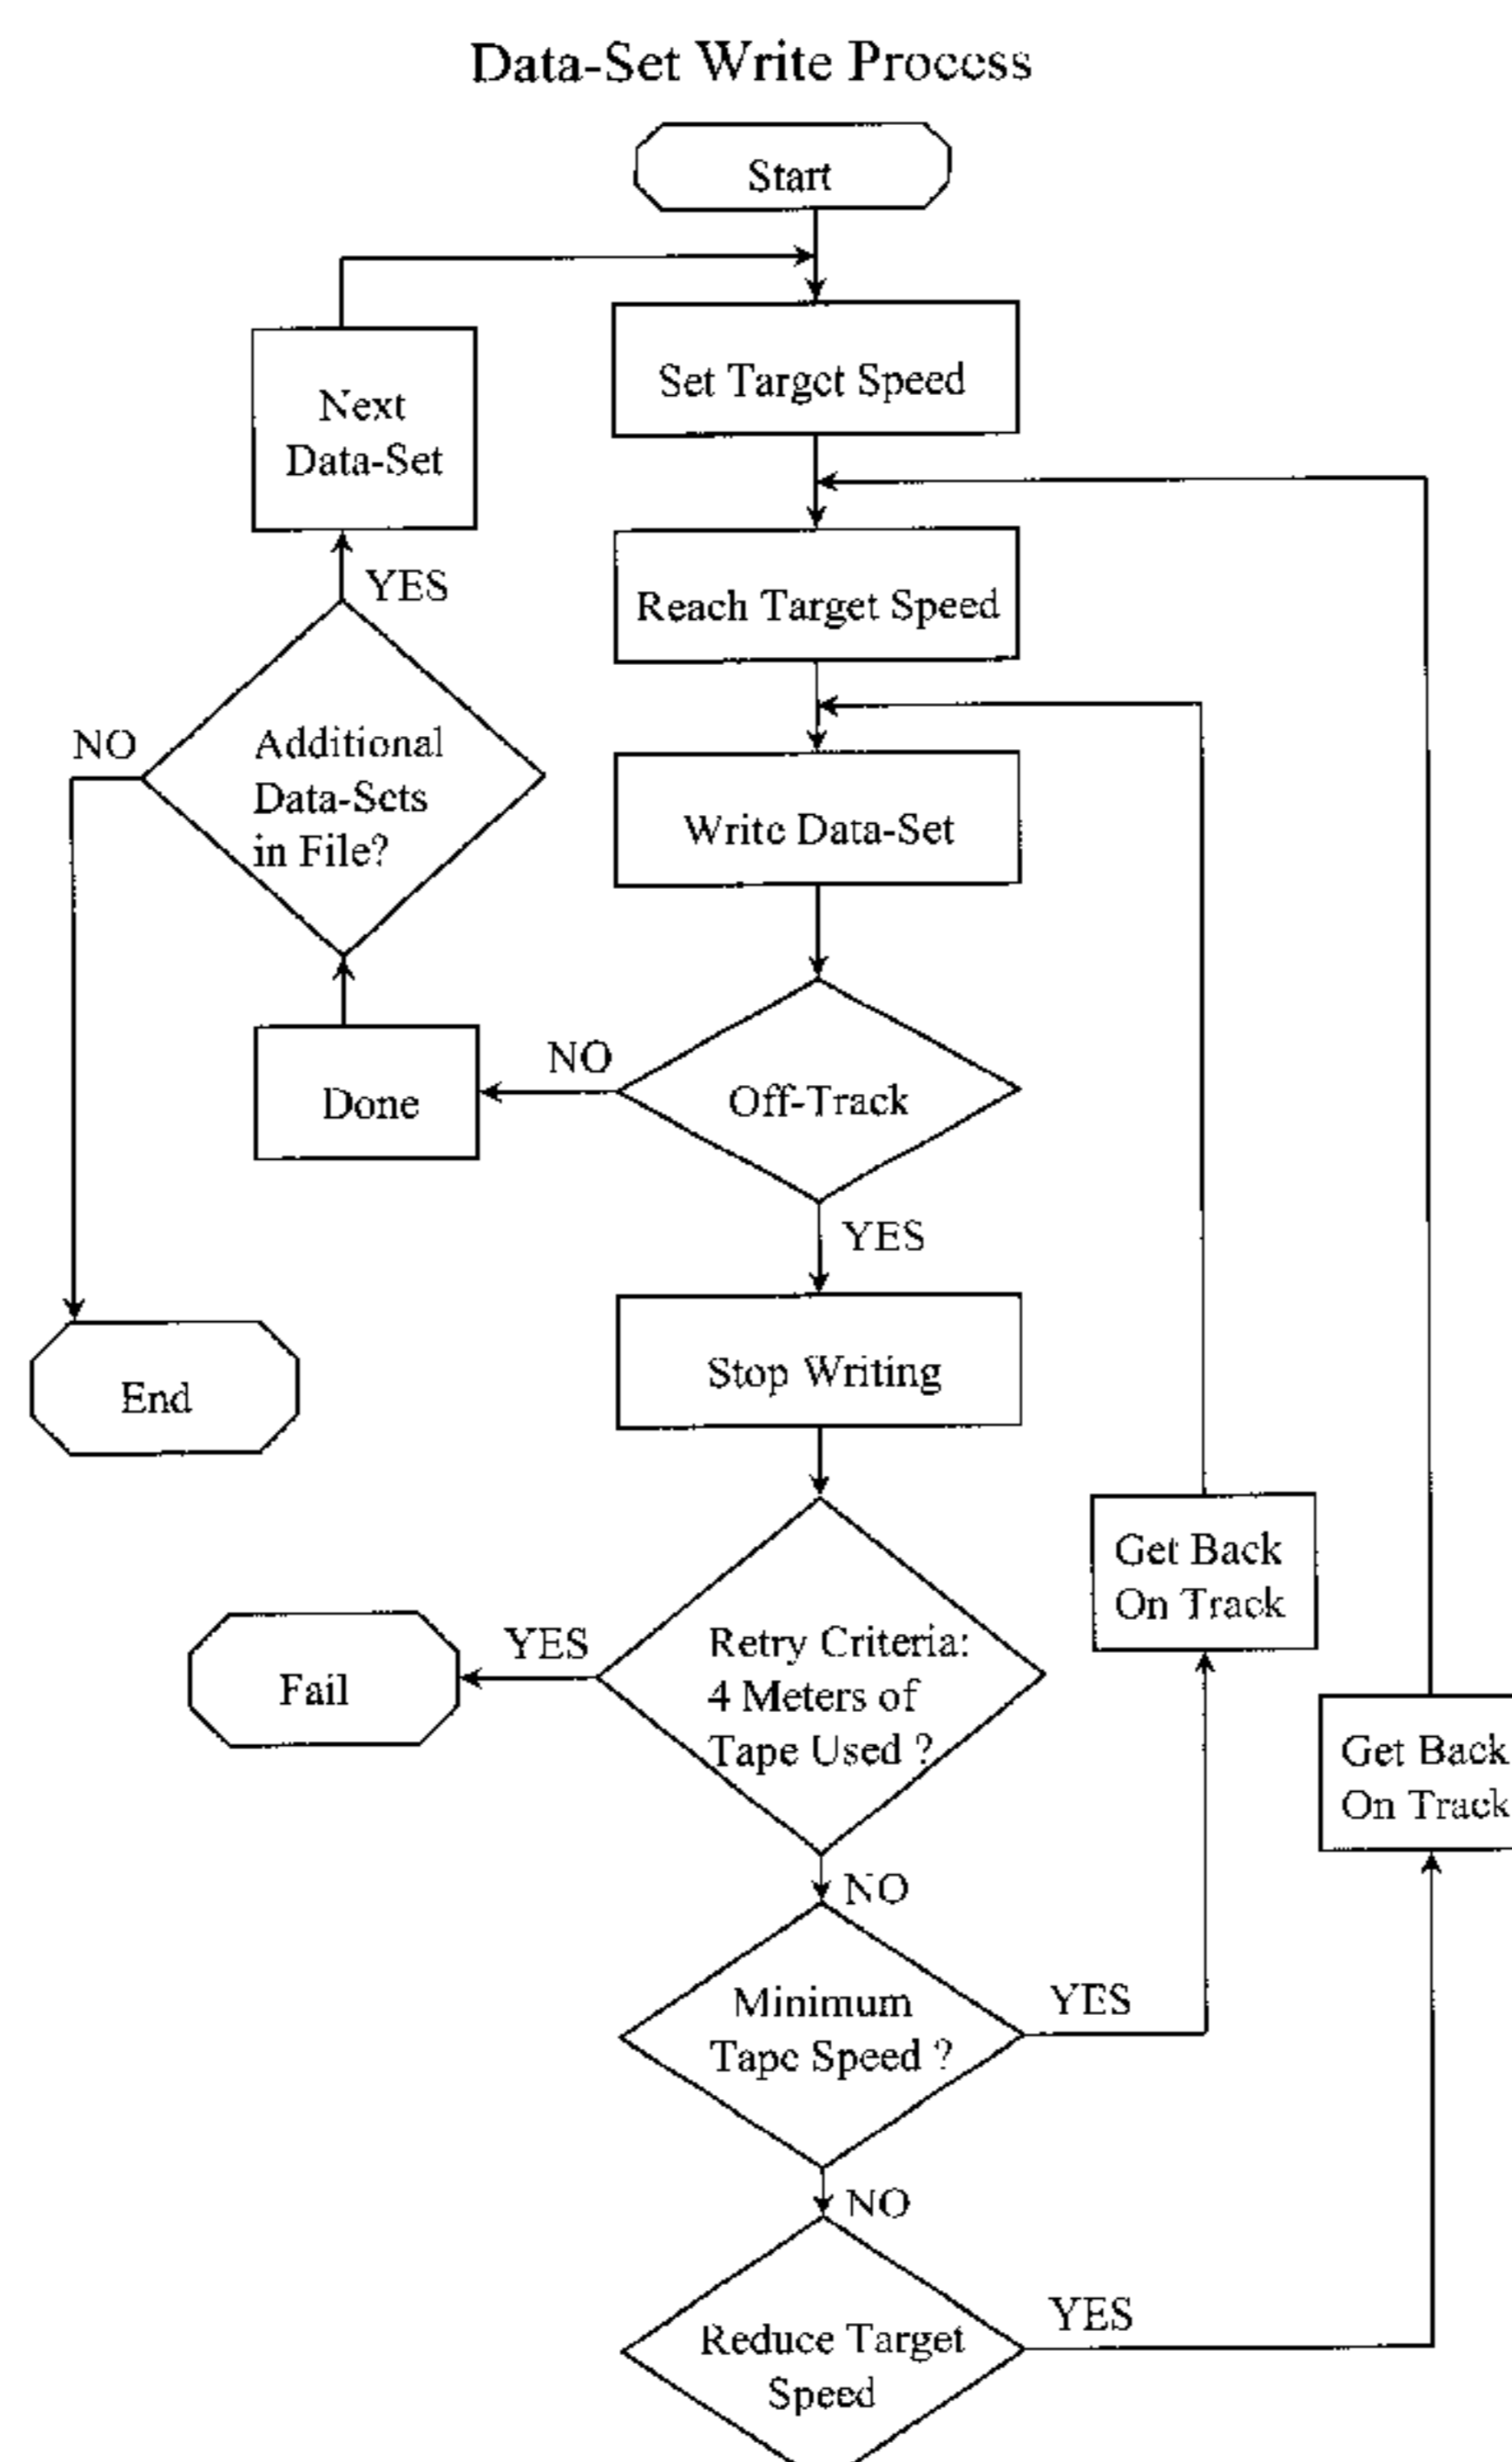 Data-Set Write Process
Start
Set Target Speed
Next
Data-Set
Reach Target Speed
YES
NO
Additional
Data-Sets
in File?
Write Data-Set
NO
Done
Off-Track
YES
Stop Writing
End
Get Back
On Track
YES
Fail
Retry Criteria:
4 Meters of
Tape Used ?
Get Back
On Track
NO
Minimum
Tape Speed ?
YES
NO
Reduce Target
Speed
YES